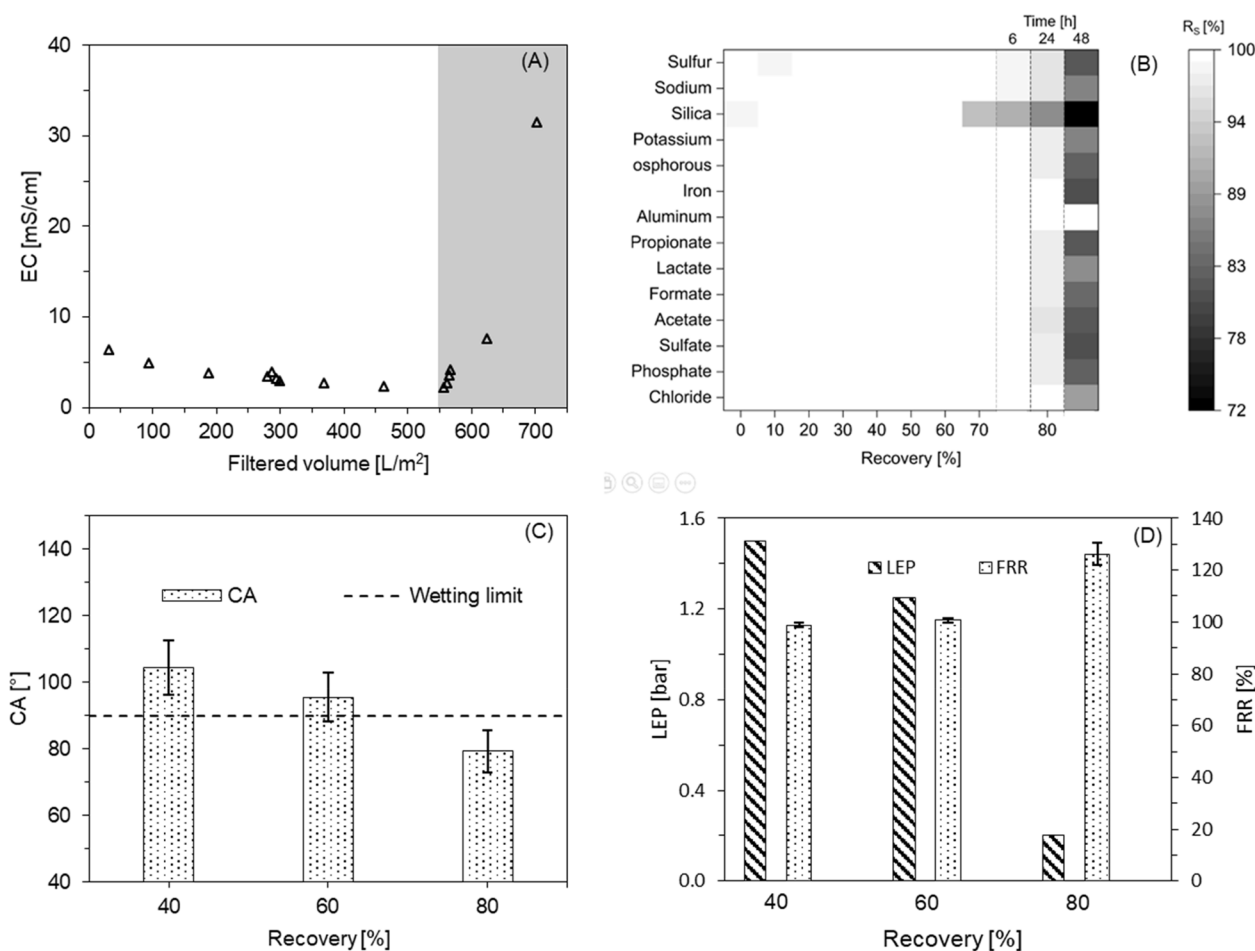 (A)
EC [mS/cm]
40
30
20
10
0
0 100 200 300 400 500 600 700
Filtered volume [L/m²]
Time [h]
6 24 48
(B)
Sulfur
Sodium
Silica
Potassium
osphorous
Iron
Aluminum
Propionate
Lactate
Formate
Acetate
Sulfate
Phosphate
Chloride
0 10 20 30 40 50 60 70 80
Recovery [%]
R_S [%]
100
94
89
83
78
72
(C)
CA
Wetting limit
CA [°]
140
120
100
80
60
40
40 60 80
Recovery [%]
(D)
LEP
FRR
LEP [bar]
1.6
1.2
0.9
0.4
0.0
40 60 80
Recovery [%]
140
120
100
80
60
40
20
0
FRR [%]